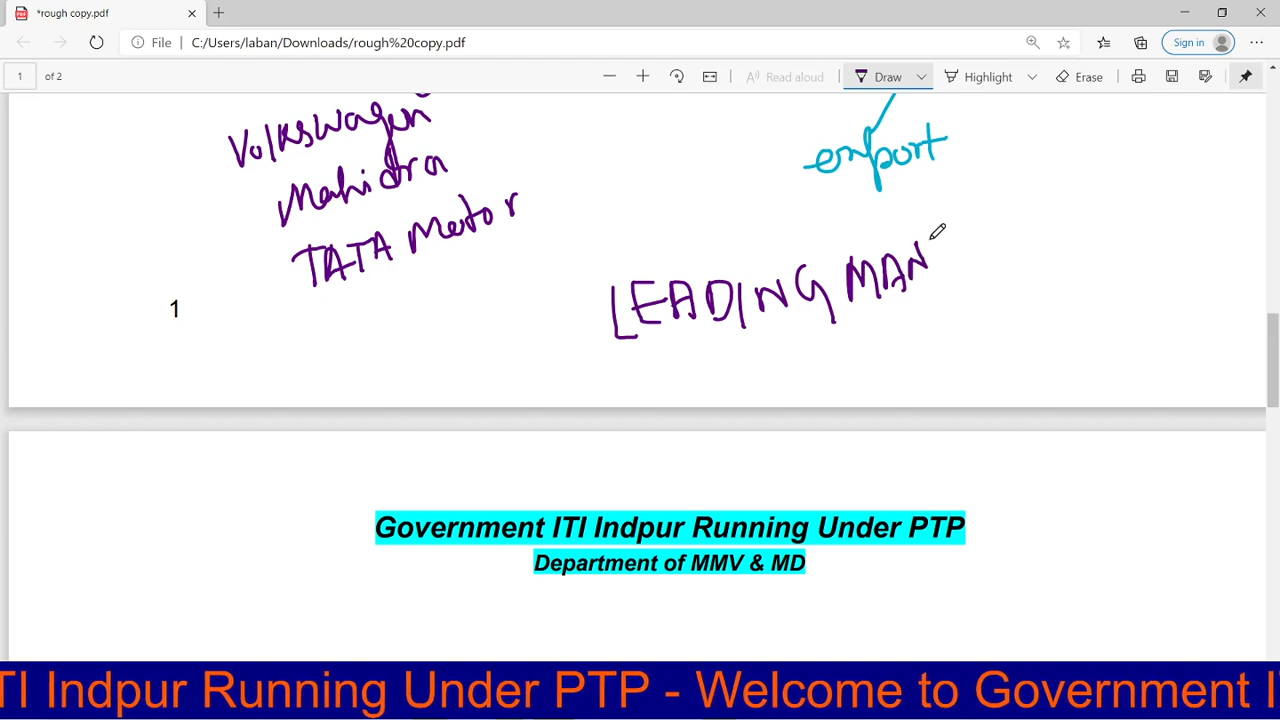 *rough copy.pdf
File C:/Users/laban/Downloads/rough%20copy.pdf Sign in
1 of 2 Read aloud Draw Highlight Erase
Volkswagen
Mahidra
TATA Motor
export
LEADING MAN
1
Government ITI Indpur Running Under PTP
Department of MMV & MD
TI Indpur Running Under PTP - Welcome to Government I